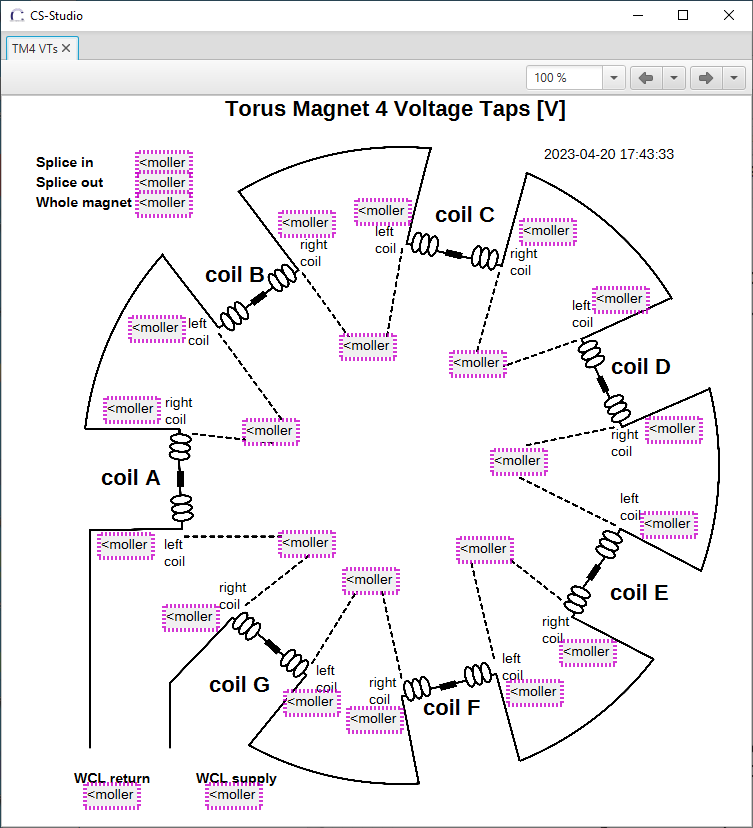 CS-Studio
TM4 VTs
100 %
Torus Magnet 4 Voltage Taps [V]
2023-04-20 17:43:33
Splice in <moller
Splice out <moller
Whole magnet <moller
<moller
<moller
left
coil
right
coil
coil C
<moller
right
coil
coil B
<moller
left
coil
<moller
left
coil
<moller
<moller
coil D
<moller
right
coil
<moller
<moller
right
coil
<moller
coil A
left
coil
<moller
<moller
left
coil
<moller
<moller
<moller
right
coil
<moller
coil E
right
coil
<moller
left
coil
<moller
coil G
left
coil
<moller
right
coil
<moller
coil F
WCL return
<moller
WCL supply
<moller